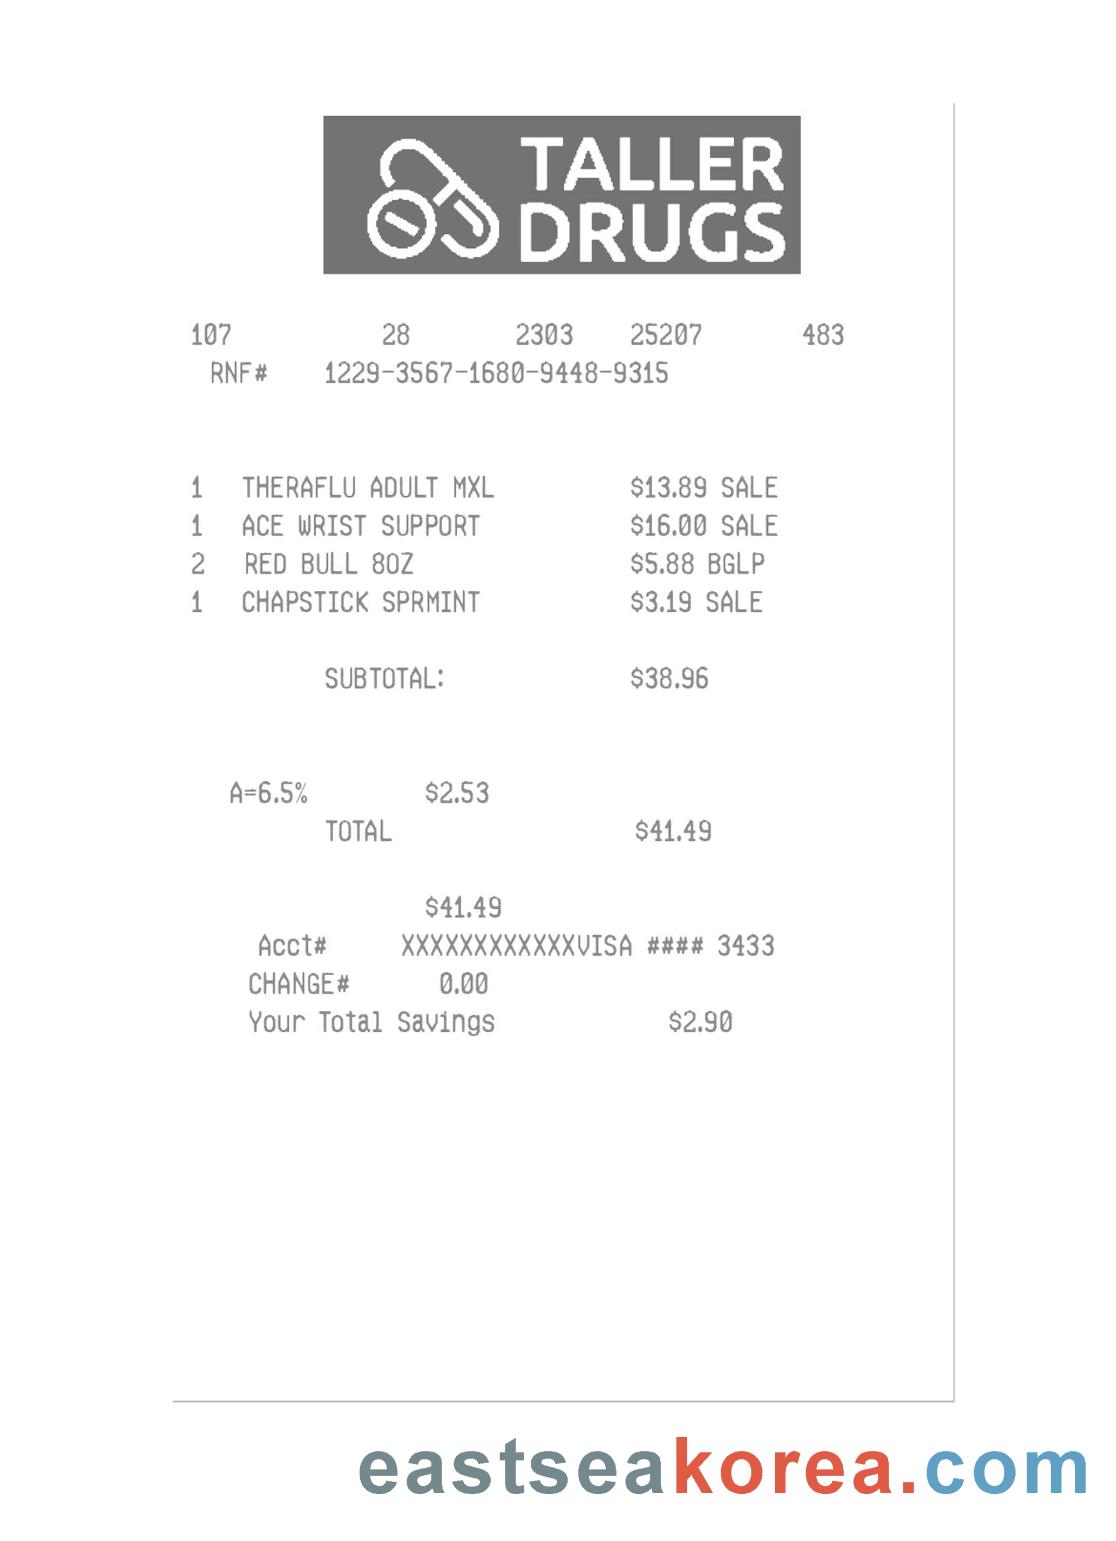 TALLER
DRUGS
107 28 2303 25207 483
RNF# 1229-3567-1680-9448-9315
1 THERAFLU ADULT MXL $13.89 SALE
1 ACE WRIST SUPPORT $16.00 SALE
2 RED BULL 8OZ $5.88 BGLP
1 CHAPSTICK SPRMINT $3.19 SALE
SUBTOTAL: $38.96
A=6.5% $2.53
TOTAL $41.49
$41.49
Acct# XXXXXXXXXXXXVISA #### 3433
CHANGE# 0.00
Your Total Savings $2.90
eastseakorea.com